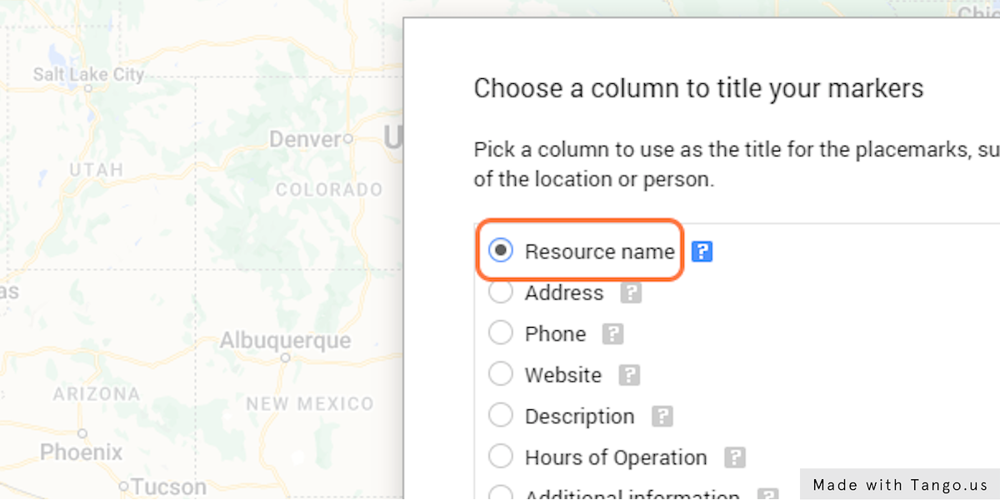 Chic
Salt Lake City
Denver
U
UTAH
COLORADO
as
Albuquerque
ARIZONA
NEW MEXICO
Phoenix
Tucson
Choose a column to title your markers
Pick a column to use as the title for the placemarks, su
of the location or person.
Resource name ?
Address ?
Phone ?
Website ?
Description ?
Hours of Operation ?
Additional information ?
Made with Tango.us